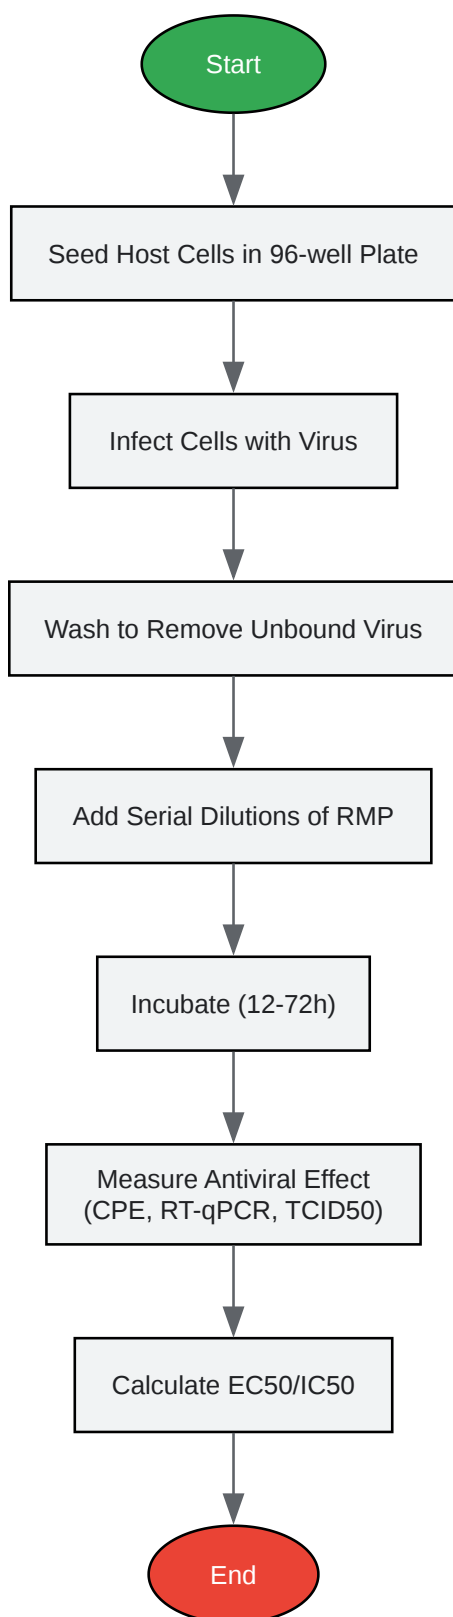 Start
Seed Host Cells in 96-well Plate
Infect Cells with Virus
Wash to Remove Unbound Virus
Add Serial Dilutions of RMP
Incubate (12-72h)
Measure Antiviral Effect
(CPE, RT-qPCR, TCID50)
Calculate EC50/IC50
End